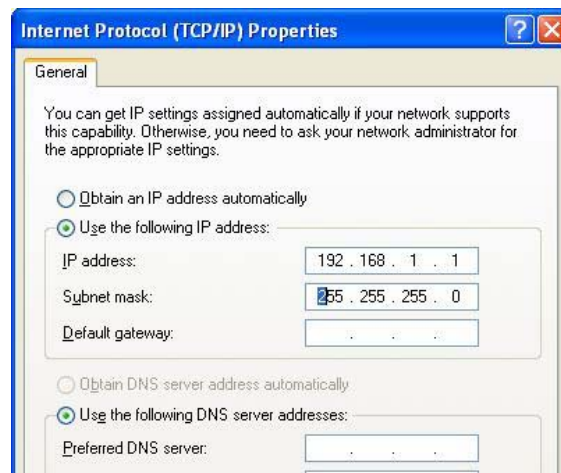 Internet Protocol (TCP/IP) Properties
General
You can get IP settings assigned automatically if your network supports
this capability. Otherwise, you need to ask your network administrator for
the appropriate IP settings.
Obtain an IP address automatically
Use the following IP address:
IP address: 192 . 168 . 1 . 1
Subnet mask: 255 . 255 . 255 . 0
Default gateway: . . .
Obtain DNS server address automatically
Use the following DNS server addresses:
Preferred DNS server: . . .